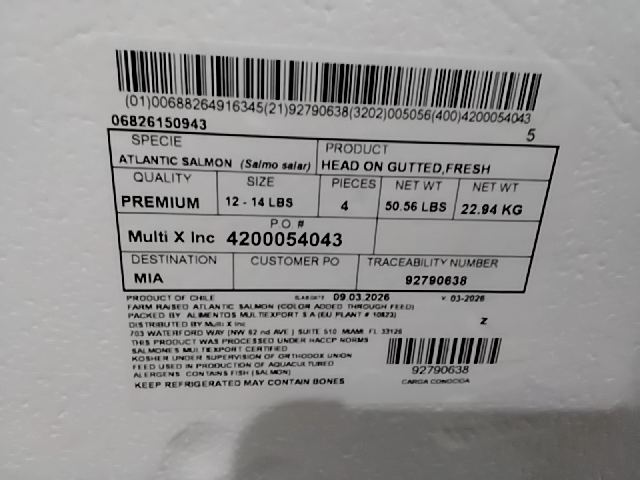 (01)00688264916345(21)92790638(3202)005056(400)4200054043
06826150943 5
SPECIE PRODUCT
ATLANTIC SALMON (Salmo salar) HEAD ON GUTTED,FRESH
QUALITY SIZE PIECES NET WT NET WT
PREMIUM 12 - 14 LBS 4 50.56 LBS 22.94 KG
PO #
Multi X Inc 4200054043
DESTINATION CUSTOMER PO TRACEABILITY NUMBER
MIA 92790638
PRODUCT OF CHILE ELAB DATE 09.03.2026 V 03-2026
FARM RAISED ATLANTIC SALMON (COLOR ADDED THROUGH FEED)
PACKED BY ALIMENTOS MULTIEXPORT S A (EU PLANT # 10623)
DISTRIBUTED BY Multi X Inc Z
703 WATERFORD WAY (NW 62 nd AVE ) SUITE 510 MIAMI FL 33126
THIS PRODUCT WAS PROCESSED UNDER HACCP NORMS
SALMONES MULTIEXPORT CERTIFIED
KOSHER UNDER SUPERVISION OF ORTHODOX UNION
FEED USED IN PRODUCTION OF AQUACULTURED
ALERGENS: CONTAINS FISH (SALMON)
KEEP REFRIGERATED MAY CONTAIN BONES
92790638
CARGA CONOCIDA